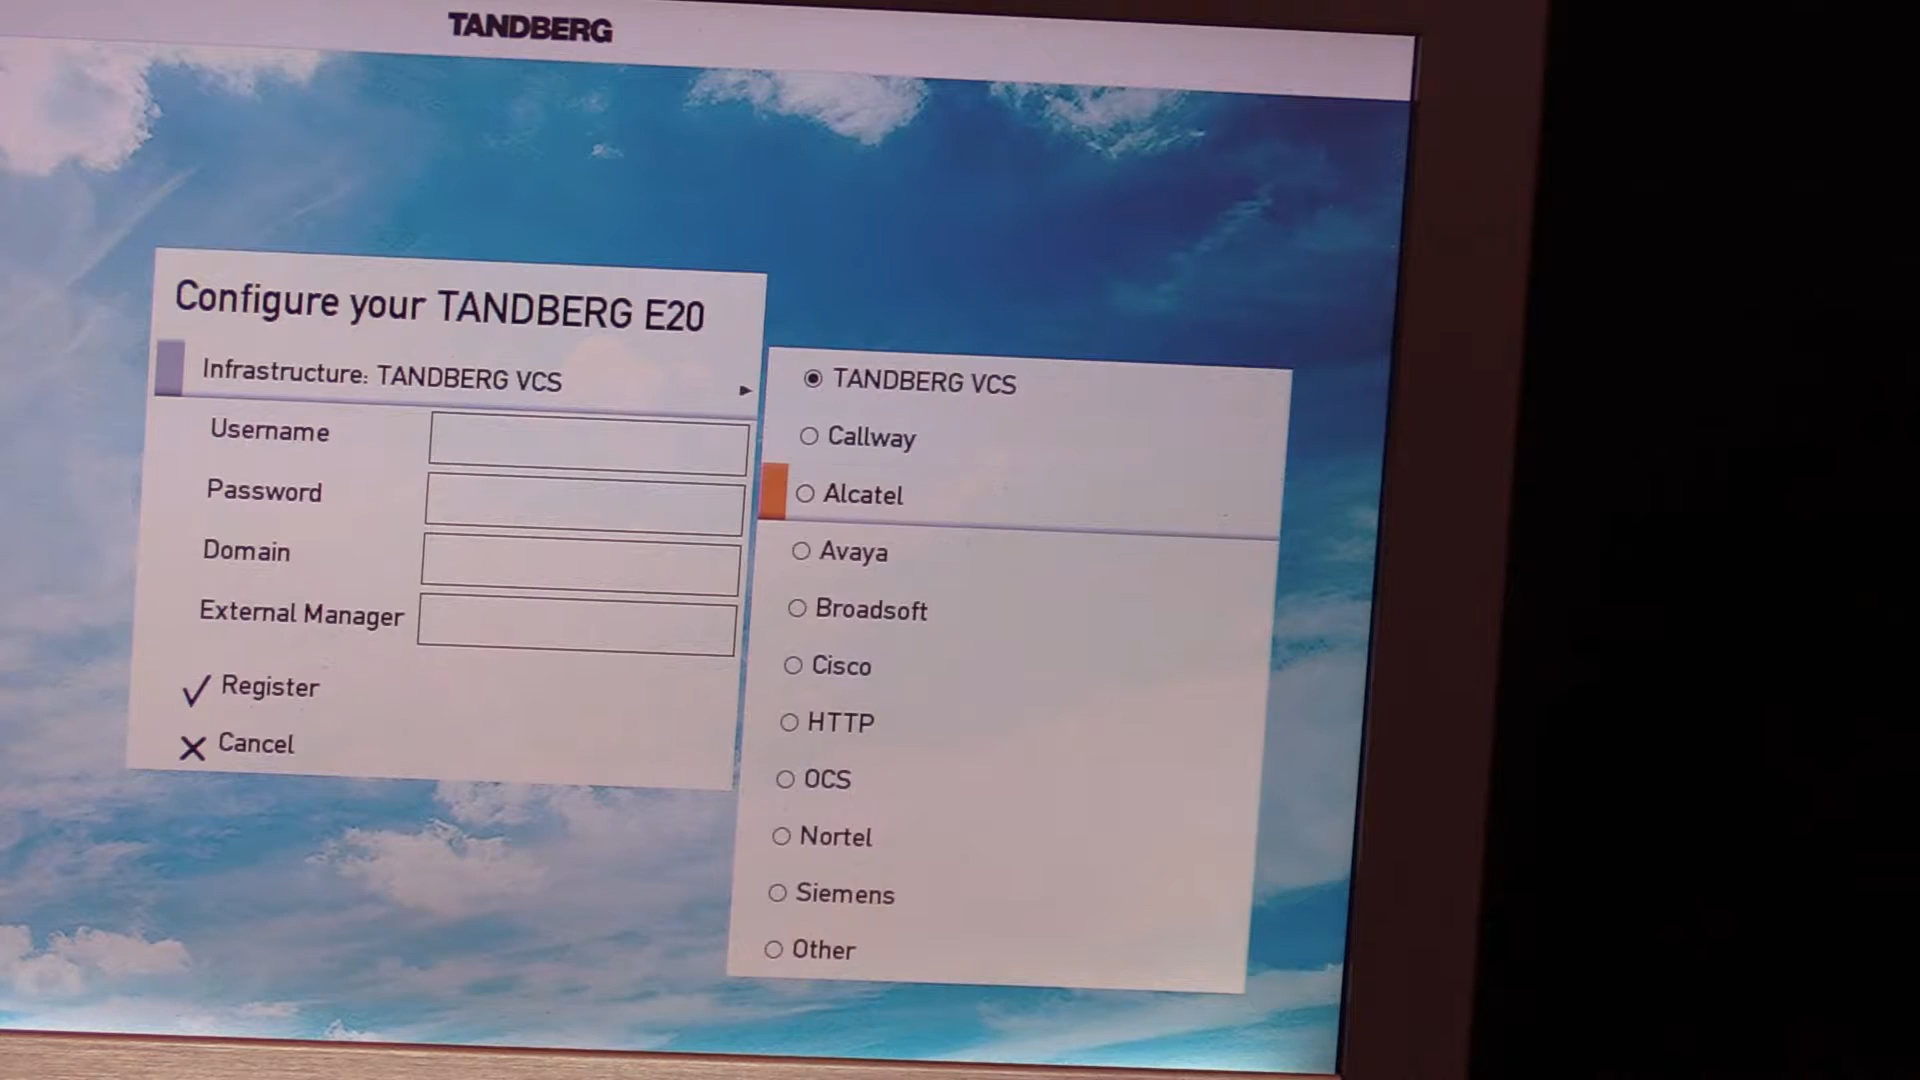 TANDBERG
Configure your TANDBERG E20
Infrastructure: TANDBERG VCS
Username
Password
Domain
External Manager
Register
Cancel
TANDBERG VCS
Callway
Alcatel
Avaya
Broadsoft
Cisco
HTTP
OCS
Nortel
Siemens
Other